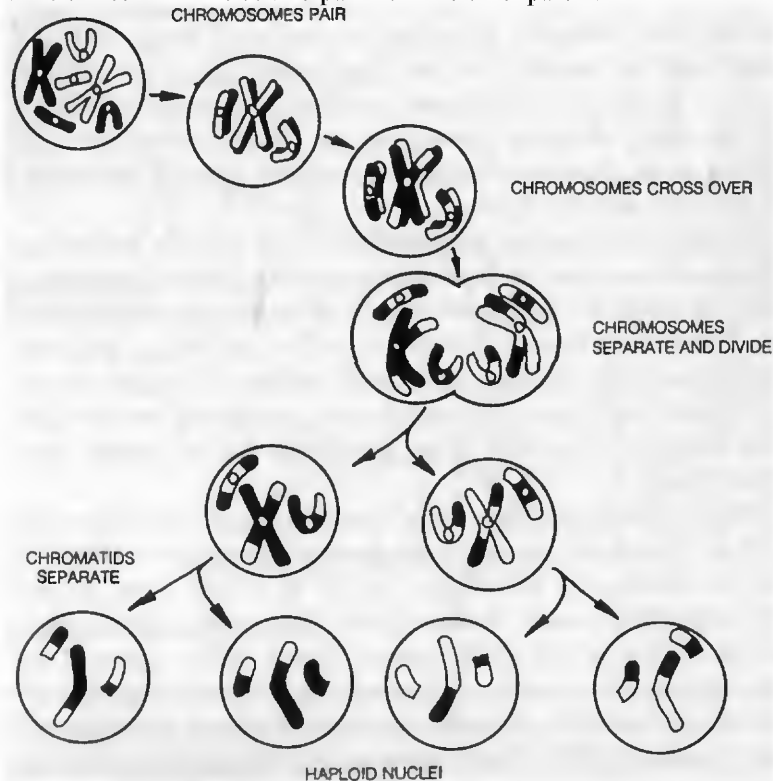 CHROMOSOMES PAIR
CHROMOSOMES CROSS OVER
CHROMOSOMES
SEPARATE AND DIVIDE
CHROMATIDS
SEPARATE
HAPLOID NUCLEI